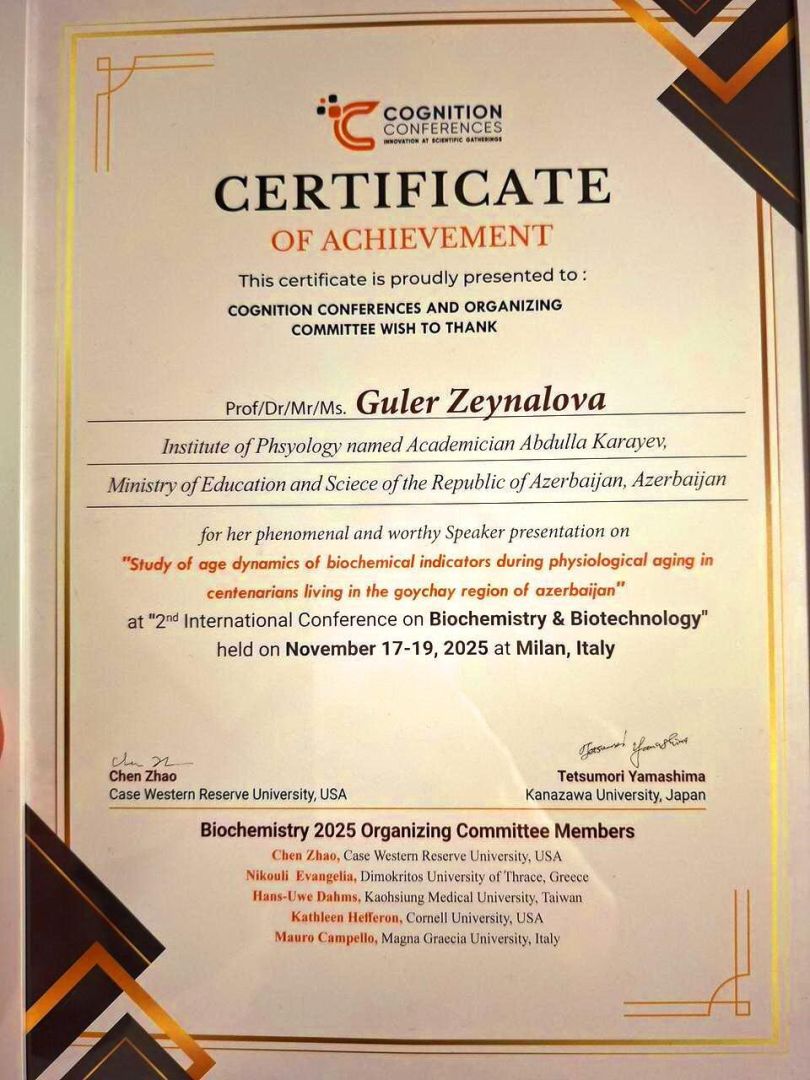 COGNITION
CONFERENCES
INNOVATION AT SCIENTIFIC GATHERINGS
CERTIFICATE
OF ACHIEVEMENT
This certificate is proudly presented to :
COGNITION CONFERENCES AND ORGANIZING
COMMITTEE WISH TO THANK
Prof/Dr/Mr/Ms. Guler Zeynalova
Institute of Phsyology named Academician Abdulla Karayev,
Ministry of Education and Sciece of the Republic of Azerbaijan, Azerbaijan
for her phenomenal and worthy Speaker presentation on
"Study of age dynamics of biochemical indicators during physiological aging in
centenarians living in the goychay region of azerbaijan"
at "2nd International Conference on Biochemistry & Biotechnology"
held on November 17-19, 2025 at Milan, Italy
Tetsumori Yamashima
Chen Zhao
Tetsumori Yamashima
Case Western Reserve University, USA
Kanazawa University, Japan
Biochemistry 2025 Organizing Committee Members
Chen Zhao, Case Western Reserve University, USA
Nikouli Evangelia, Dimokritos University of Thrace, Greece
Hans-Uwe Dahms, Kaohsiung Medical University, Taiwan
Kathleen Hefferon, Cornell University, USA
Mauro Campello, Magna Graecia University, Italy